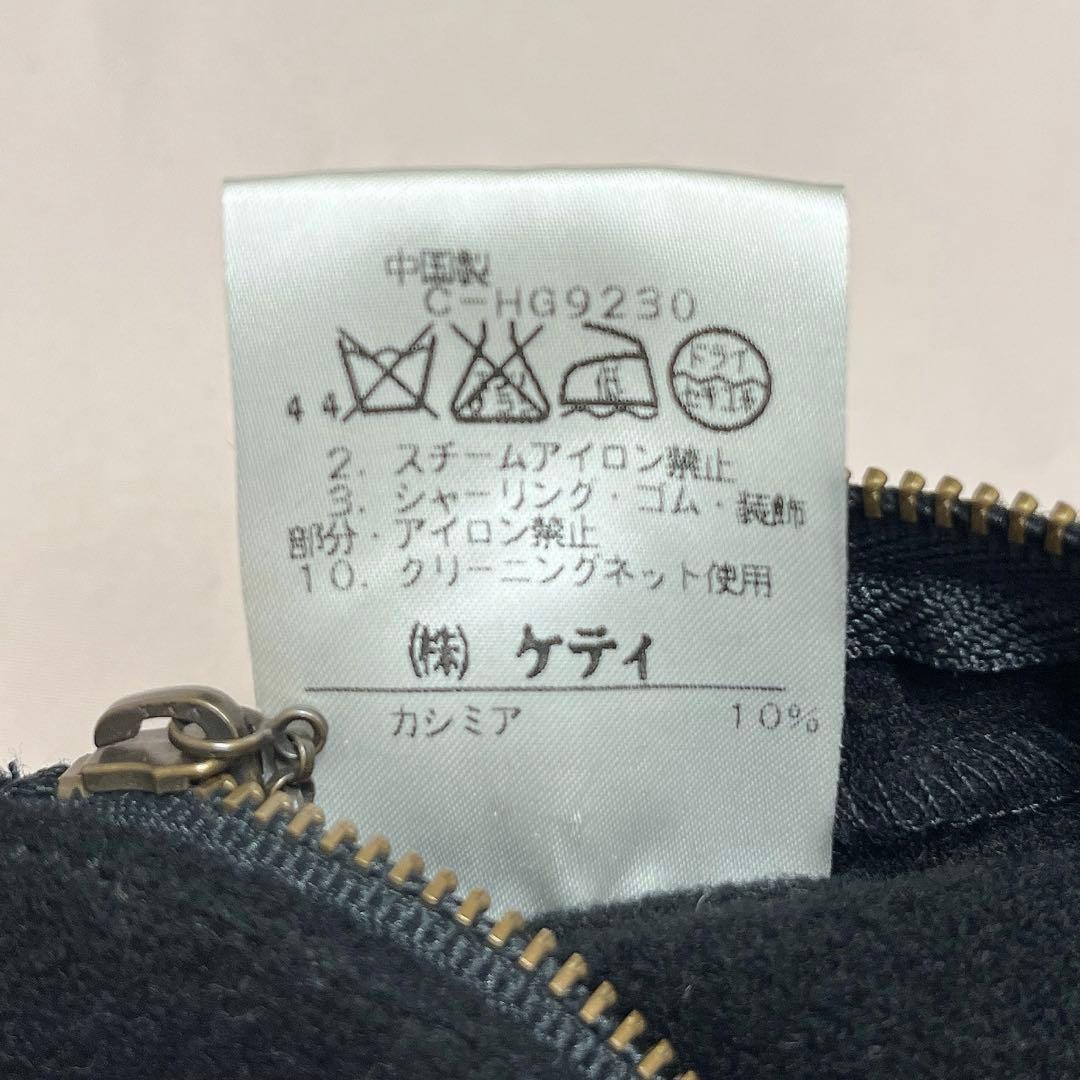 中国製
C-HG9230
44 低 ドライ
セキユ系
2. スチームアイロン禁止
3. シャーリング・ゴム・装飾
部分・アイロン禁止
10. クリーニングネット使用
㈱ ケティ
カシミア 10%